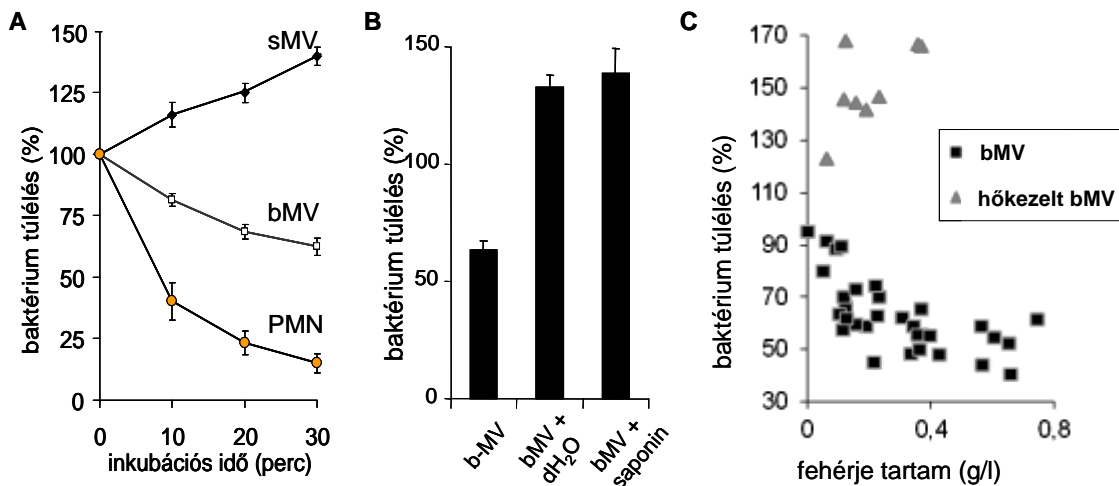 A
150
125
100
75
50
25
0
baktérium túlélés (%)
sMV
bMV
PMN
0 10 20 30
inkubációs idő (perc)
B
150
100
50
0
baktérium túlélés (%)
b-MV
bMV +
dH₂O
bMV +
saponin
C
170
150
130
110
90
70
50
30
baktérium túlélés (%)
bMV
hőkezelt bMV
0 0,4 0,8
fehérje tartam (g/l)